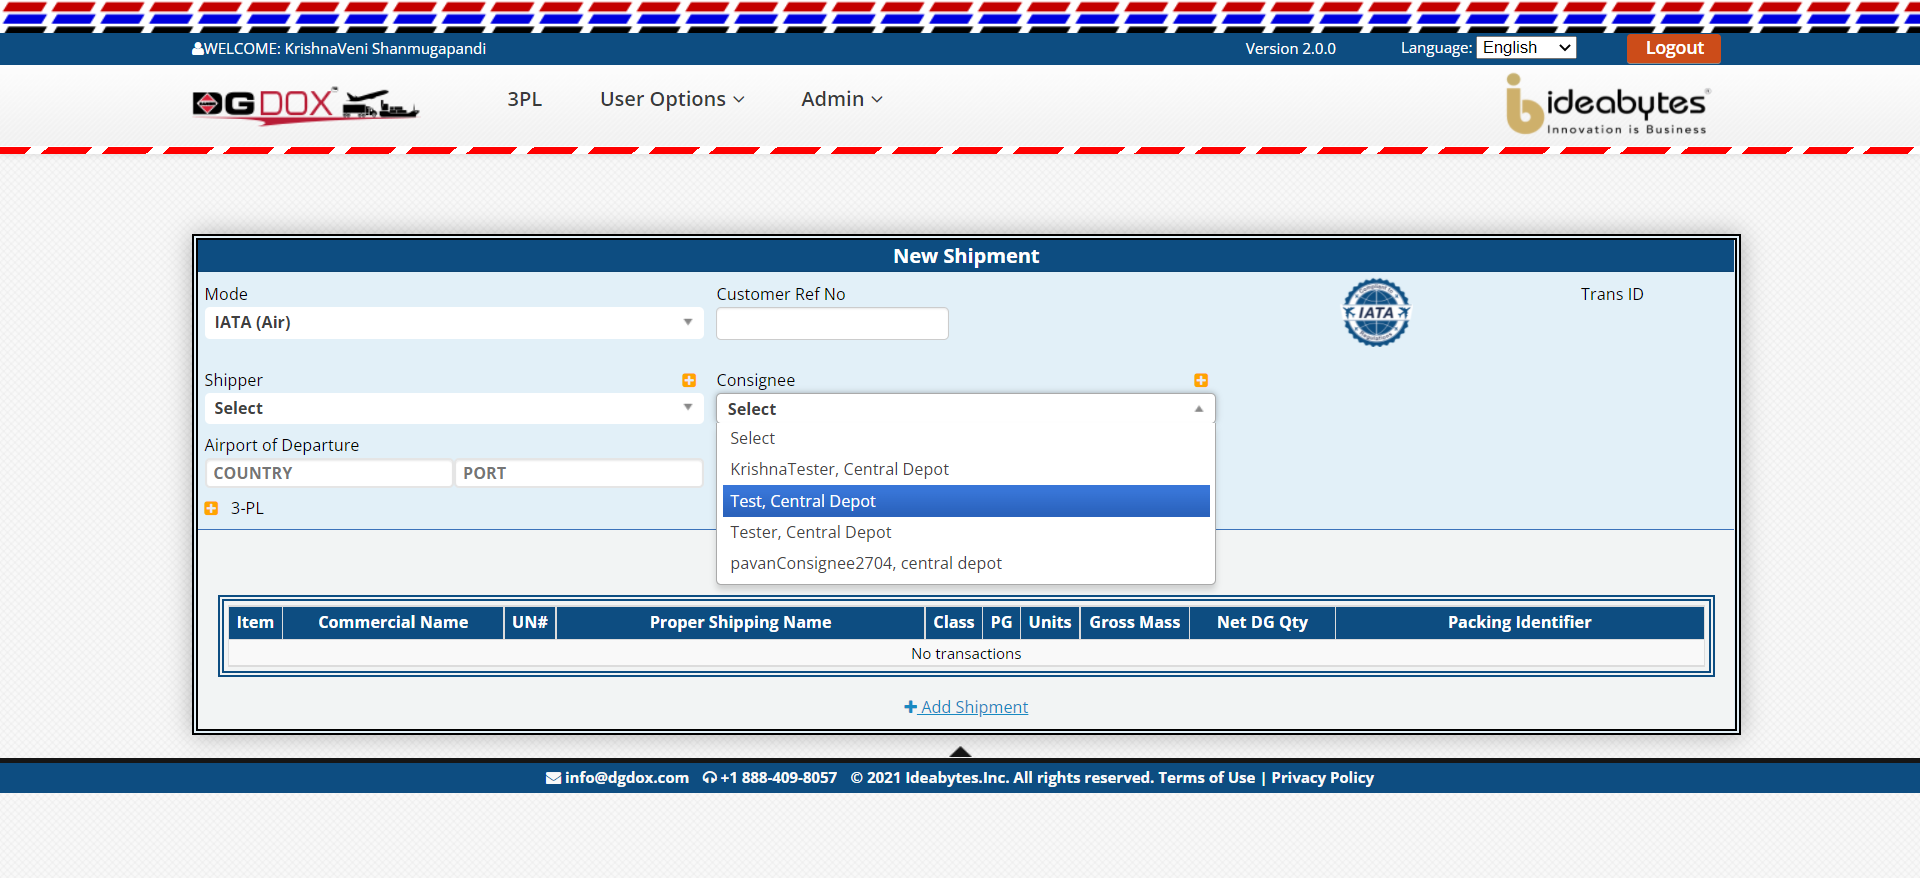 WELCOME: KrishnaVeni Shanmugapandi
Version 2.0.0
Language: English
Logout
DGDOX™
3PL
User Options
Admin
ideabytes®
Innovation is Business
New Shipment
Mode
Customer Ref No
Trans ID
IATA (Air)
IATA
Shipper
Consignee
Select
Select
Select
Airport of Departure
COUNTRY
PORT
KrishnaTester, Central Depot
Test, Central Depot
3-PL
Tester, Central Depot
pavanConsignee2704, central depot
Item Commercial Name UN# Proper Shipping Name Class PG Units Gross Mass Net DG Qty Packing Identifier
No transactions
Add Shipment
info@dgdox.com +1 888-409-8057 © 2021 Ideabytes.Inc. All rights reserved. Terms of Use | Privacy Policy